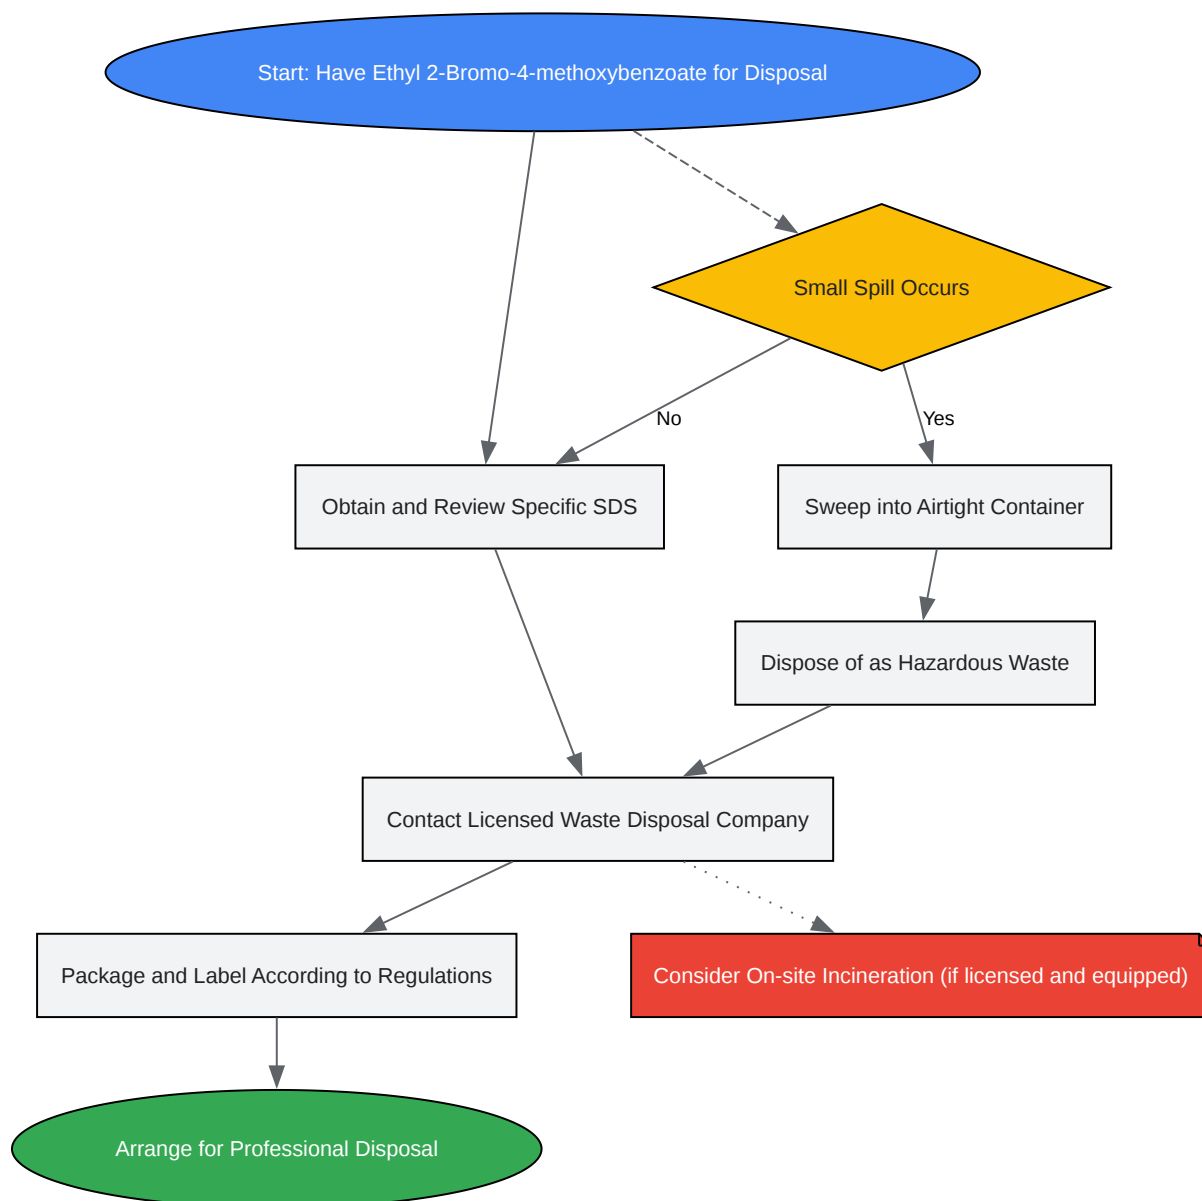 Start: Have Ethyl 2-Bromo-4-methoxybenzoate for Disposal
Small Spill Occurs
No
Yes
Obtain and Review Specific SDS
Sweep into Airtight Container
Dispose of as Hazardous Waste
Contact Licensed Waste Disposal Company
Package and Label According to Regulations
Consider On-site Incineration (if licensed and equipped)
Arrange for Professional Disposal